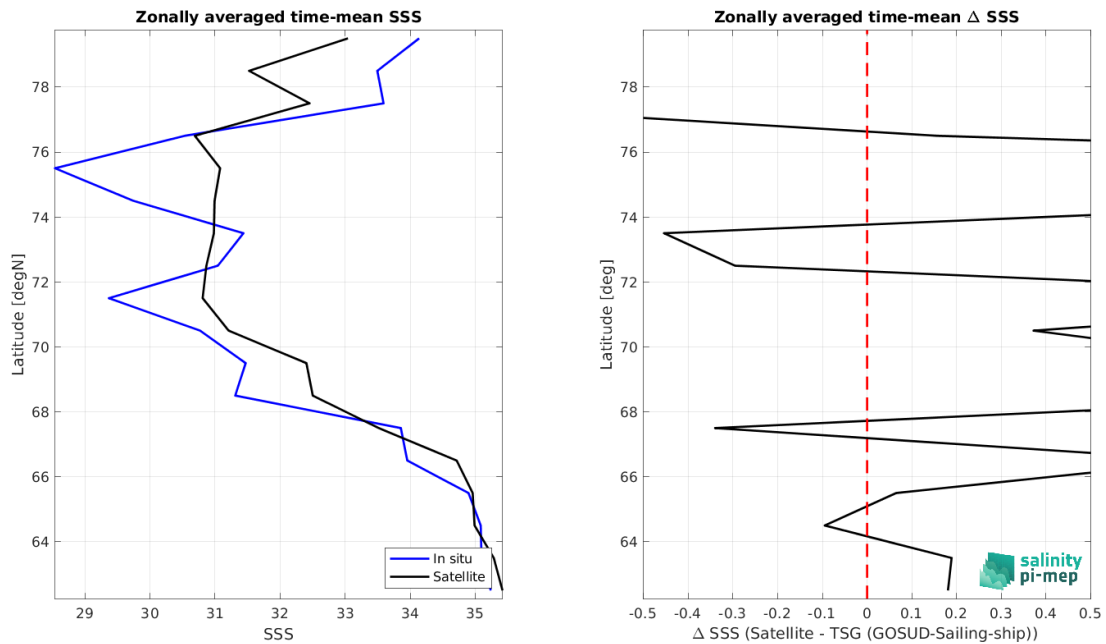 Zonally averaged time-mean SSS
Latitude [degN]
78
76
74
72
70
68
66
64
29 30 31 32 33 34 35
SSS
In situ
Satellite
Zonally averaged time-mean Δ SSS
Latitude [deg]
78
76
74
72
70
68
66
64
-0.5 -0.4 -0.3 -0.2 -0.1 0 0.1 0.2 0.3 0.4 0.5
Δ SSS (Satellite - TSG (GOSUD-Sailing-ship))
salinity
pi-mep